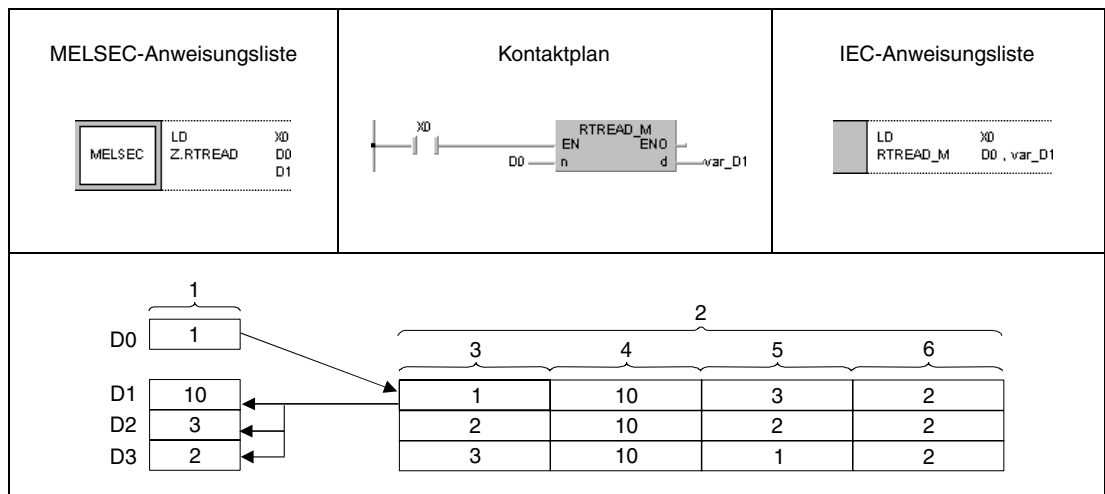 MELSEC-Anweisungsliste
Kontaktplan
IEC-Anweisungsliste
MELSEC
LD X0
Z.RTREAD D0
D1
X0
RTREAD_M
EN ENO
D0 n d var_D1
LD X0
RTREAD_M D0 , var_D1
1
D0 1
2
3 4 5 6
D1 10 1 10 3 2
D2 3 2 10 2 2
D3 2 3 10 1 2